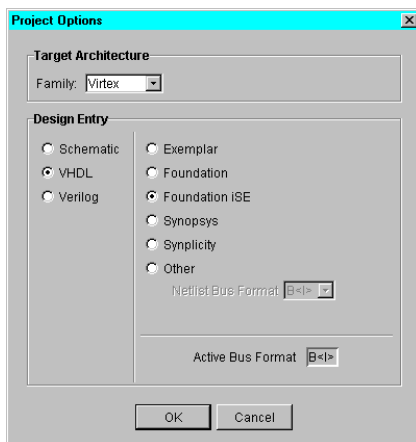 Project Options
Target Architecture
Family: Virtex
Design Entry
Schematic
VHDL
Verilog
Exemplar
Foundation
Foundation iSE
Synopsys
Synplicity
Other
Netlist Bus Format B<I>
Active Bus Format B<I>
OK Cancel